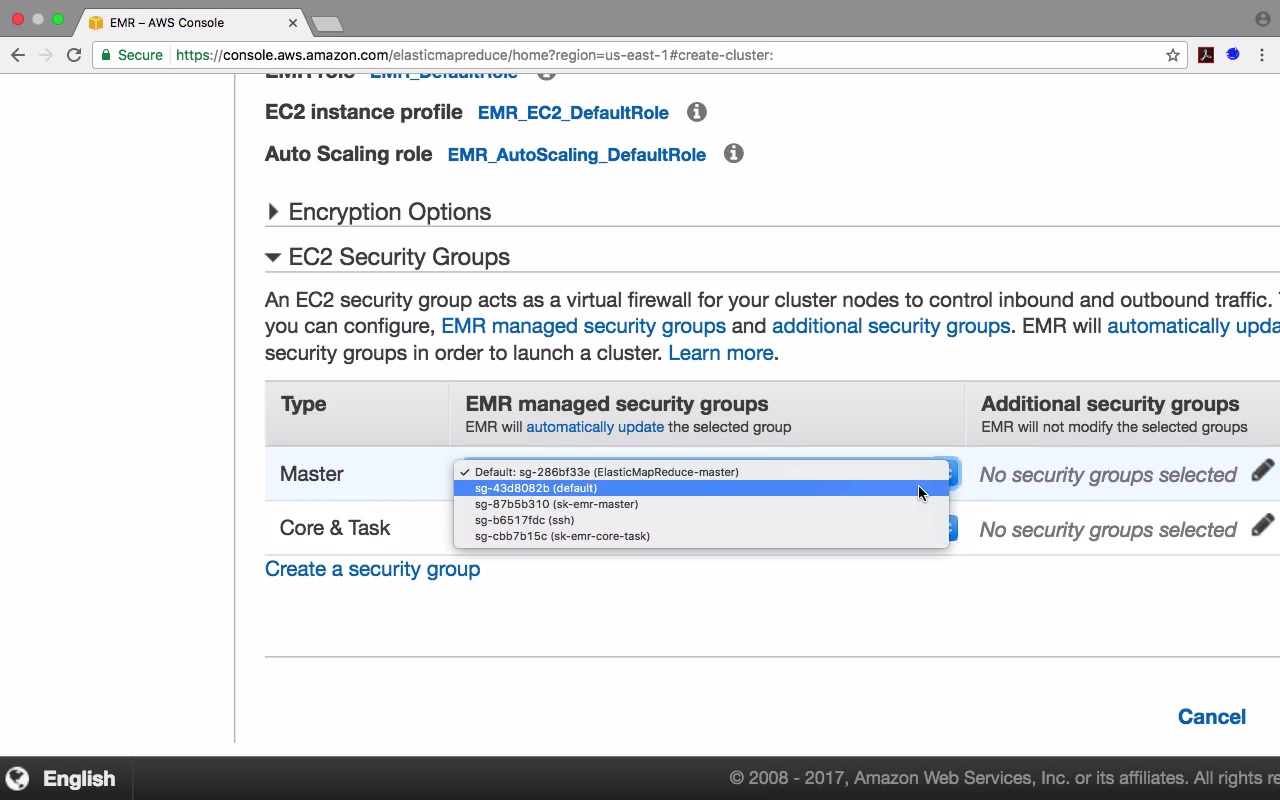 EMR – AWS Console
Secure https://console.aws.amazon.com/elasticmapreduce/home?region=us-east-1#create-cluster:
EMR role EMR_DefaultRole
EC2 instance profile EMR_EC2_DefaultRole
Auto Scaling role EMR_AutoScaling_DefaultRole
Encryption Options
EC2 Security Groups
An EC2 security group acts as a virtual firewall for your cluster nodes to control inbound and outbound traffic.
you can configure, EMR managed security groups and additional security groups. EMR will automatically upda
security groups in order to launch a cluster. Learn more.
Type EMR managed security groups Additional security groups
EMR will automatically update the selected group EMR will not modify the selected groups
Master No security groups selected
Default: sg-286bf33e (ElasticMapReduce-master)
sg-43d8082b (default)
sg-87b5b310 (sk-emr-master)
sg-b6517fdc (ssh)
sg-cbb7b15c (sk-emr-core-task)
Core & Task No security groups selected
Create a security group
Cancel
English © 2008 - 2017, Amazon Web Services, Inc. or its affiliates. All rights re